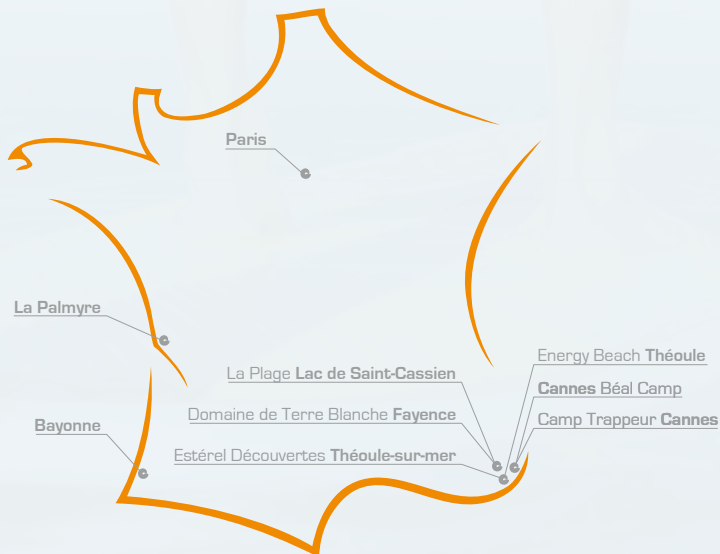 Paris
La Palmyre
Energy Beach Théoule
La Plage Lac de Saint-Cassien
Cannes Béal Camp
Domaine de Terre Blanche Fayence
Camp Trappeur Cannes
Bayonne
Estérel Découvertes Théoule-sur-mer